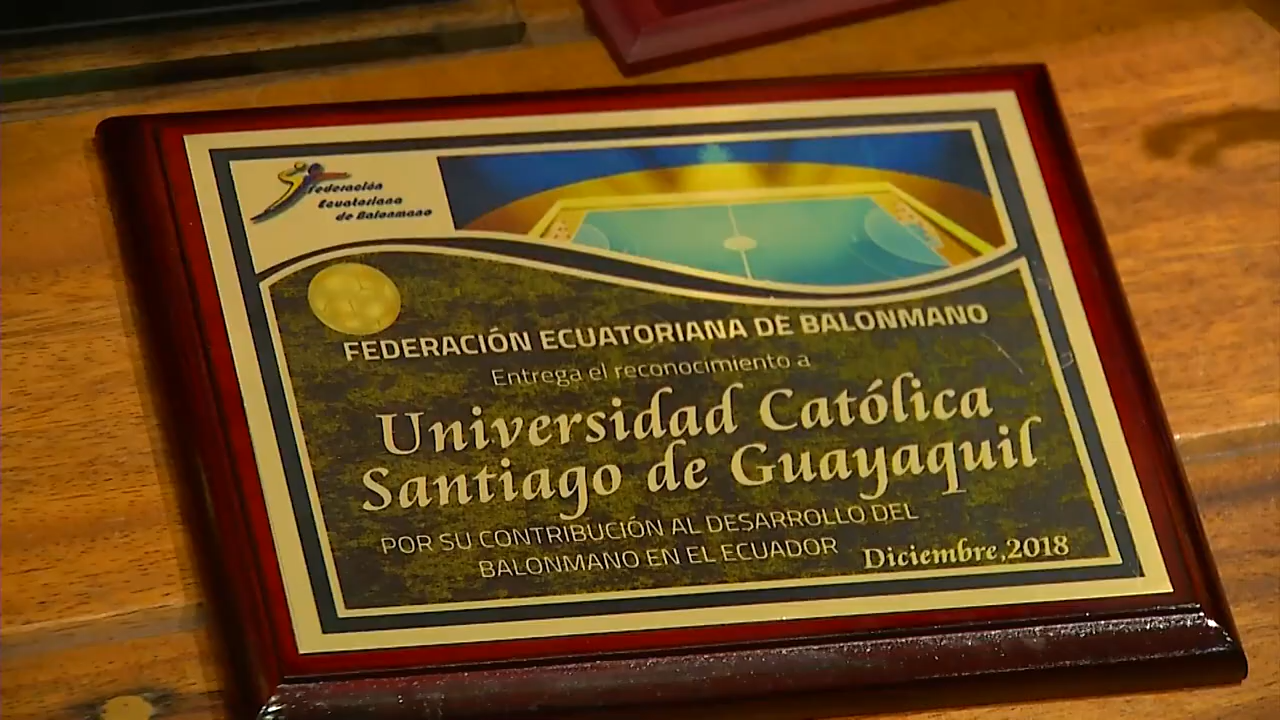 Federación
Ecuatoriana
de Balonmano
FEDERACIÓN ECUATORIANA DE BALONMANO
Entrega el reconocimiento a
Universidad Católica
Santiago de Guayaquil
POR SU CONTRIBUCIÓN AL DESARROLLO DEL
BALONMANO EN EL ECUADOR
Diciembre,2018